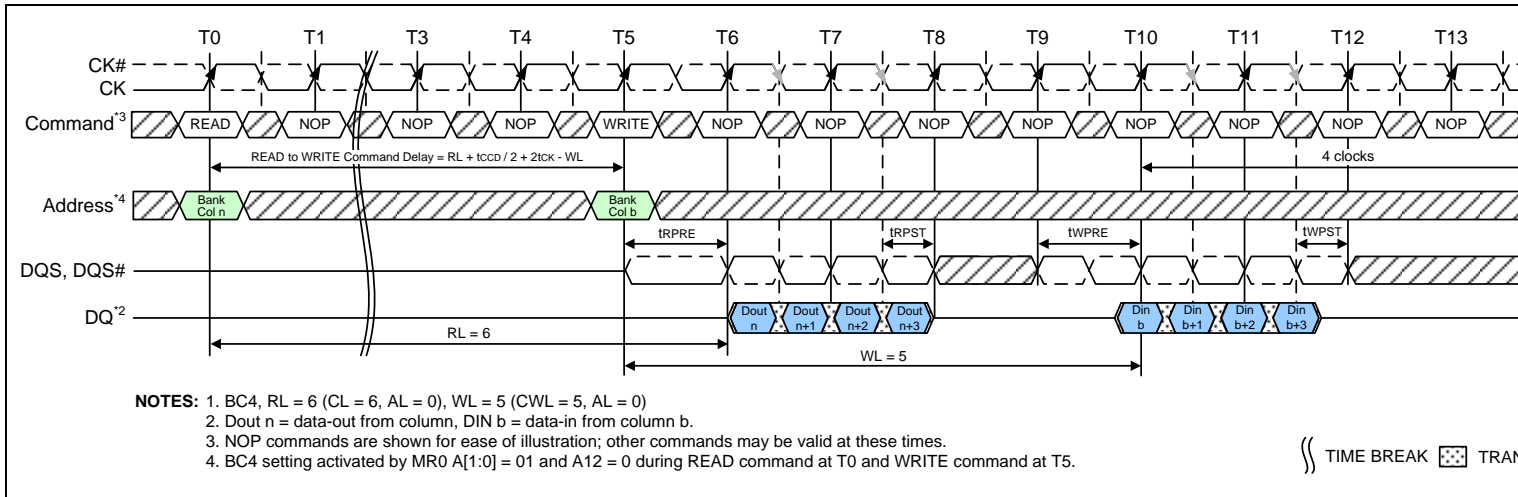 T0 T1 T3 T4 T5 T6 T7 T8 T9 T10 T11 T12 T13
CK#
CK
Command*3 READ NOP NOP NOP WRITE NOP NOP NOP NOP NOP NOP NOP NOP
READ to WRITE Command Delay = RL + tCCD / 2 + 2tCK - WL 4 clocks
Address*4 Bank Col n Bank Col b
tRPRE tRPST tWPRE tWPST
DQS, DQS#
DQ*2 Dout n Dout n+1 Dout n+2 Dout n+3 Din b Din b+1 Din b+2 Din b+3
RL = 6
WL = 5
NOTES: 1. BC4, RL = 6 (CL = 6, AL = 0), WL = 5 (CWL = 5, AL = 0)
2. Dout n = data-out from column, DIN b = data-in from column b.
3. NOP commands are shown for ease of illustration; other commands may be valid at these times.
4. BC4 setting activated by MR0 A[1:0] = 01 and A12 = 0 during READ command at T0 and WRITE command at T5.
TIME BREAK TRAN